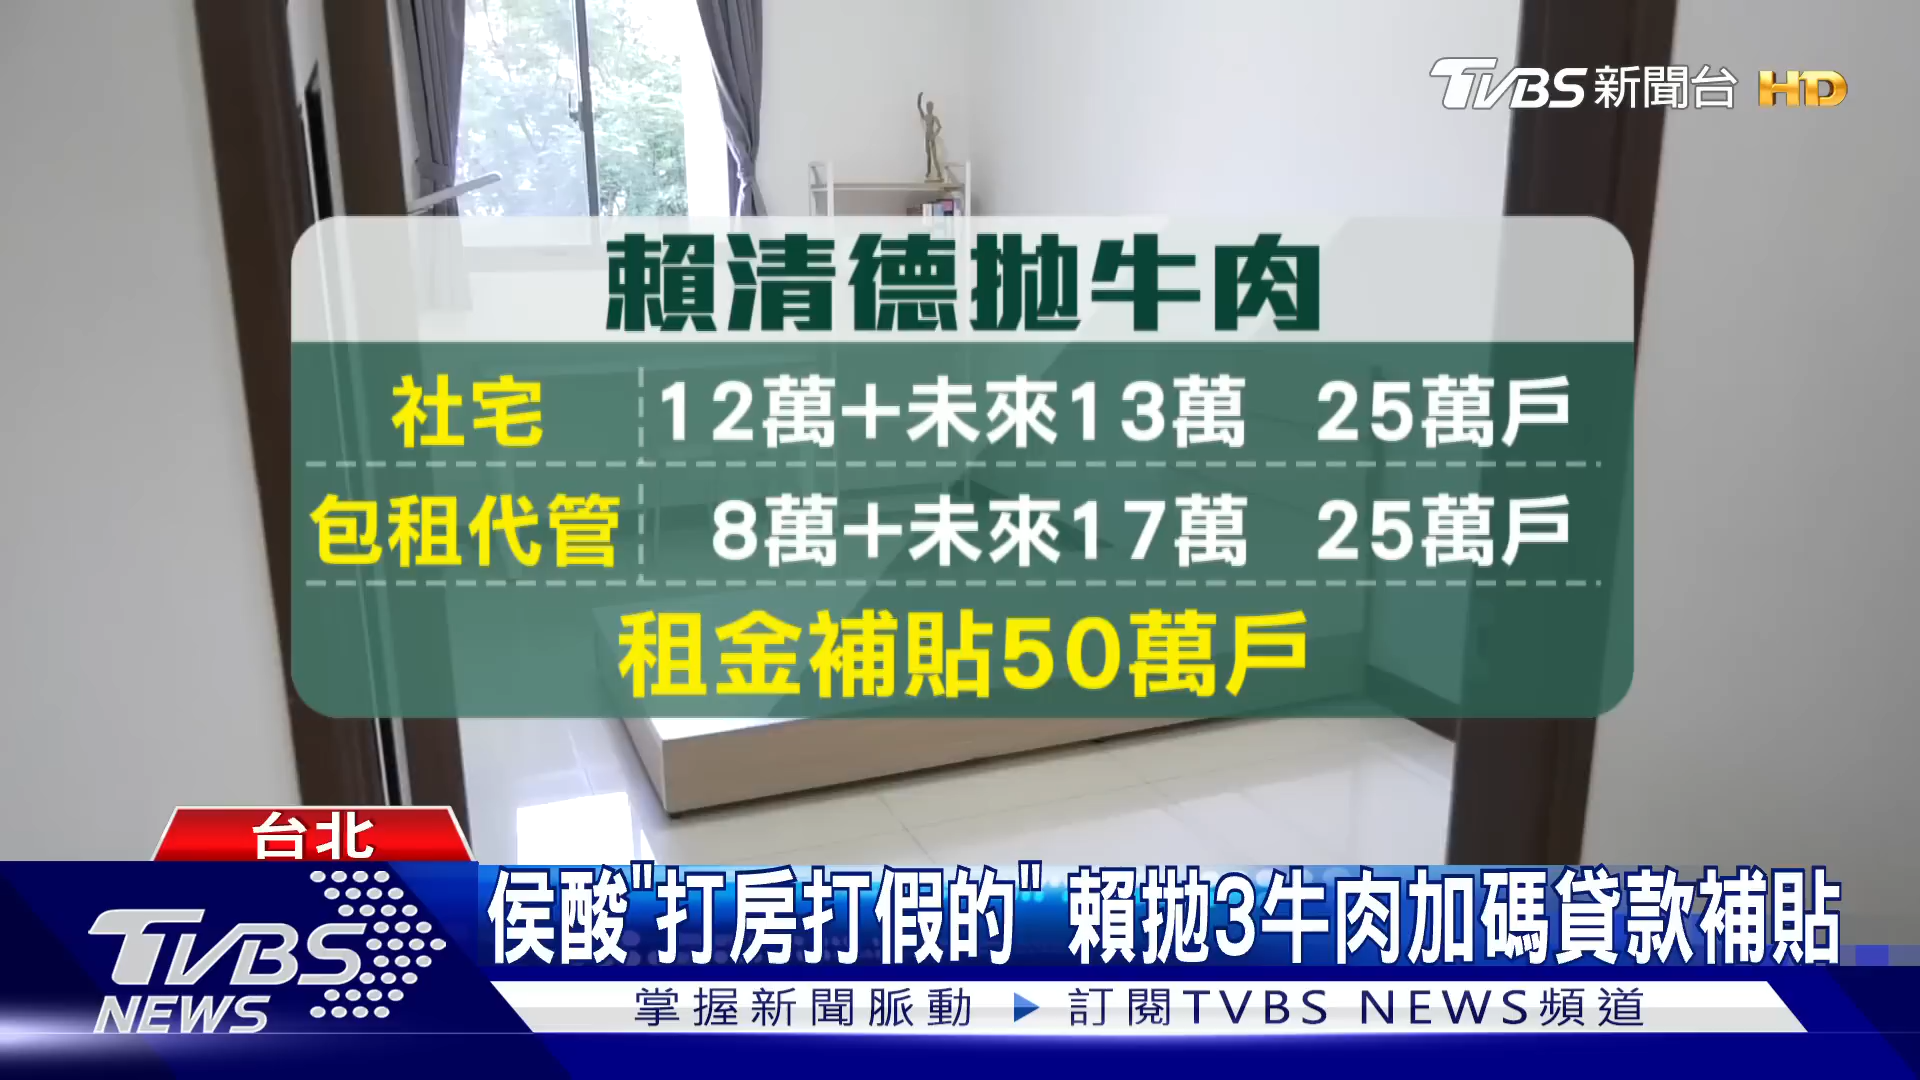 TVBS新聞台 HD
賴清德拋牛肉
社宅 12萬+未來13萬 25萬戶
包租代管 8萬+未來17萬 25萬戶
租金補貼50萬戶
台北
侯酸"打房打假的" 賴拋3牛肉加碼貸款補貼
TVBS NEWS
掌握新聞脈動 ▶ 訂閱TVBS NEWS頻道